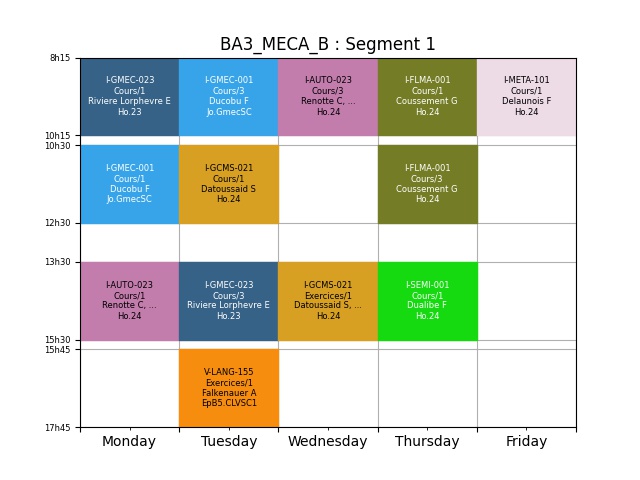 BA3_MECA_B : Segment 1
8h15
I-GMEC-023
Cours/1
Riviere Lorphevre E
Ho.23
I-GMEC-001
Cours/3
Ducobu F
Jo.GmecSC
I-AUTO-023
Cours/3
Renotte C, ...
Ho.24
I-FLMA-001
Cours/1
Coussement G
Ho.24
I-META-101
Cours/1
Delaunois F
Ho.24
10h15
10h30
I-GMEC-001
Cours/1
Ducobu F
Jo.GmecSC
I-GCMS-021
Cours/1
Datoussaid S
Ho.24
I-FLMA-001
Cours/3
Coussement G
Ho.24
12h30
13h30
I-AUTO-023
Cours/1
Renotte C, ...
Ho.24
I-GMEC-023
Cours/3
Riviere Lorphevre E
Ho.23
I-GCMS-021
Exercices/1
Datoussaid S, ...
Ho.24
I-SEMI-001
Cours/1
Dualibe F
Ho.24
15h30
15h45
V-LANG-155
Exercices/1
Falkenauer A
EpB5.CLVSC1
17h45
Monday
Tuesday
Wednesday
Thursday
Friday